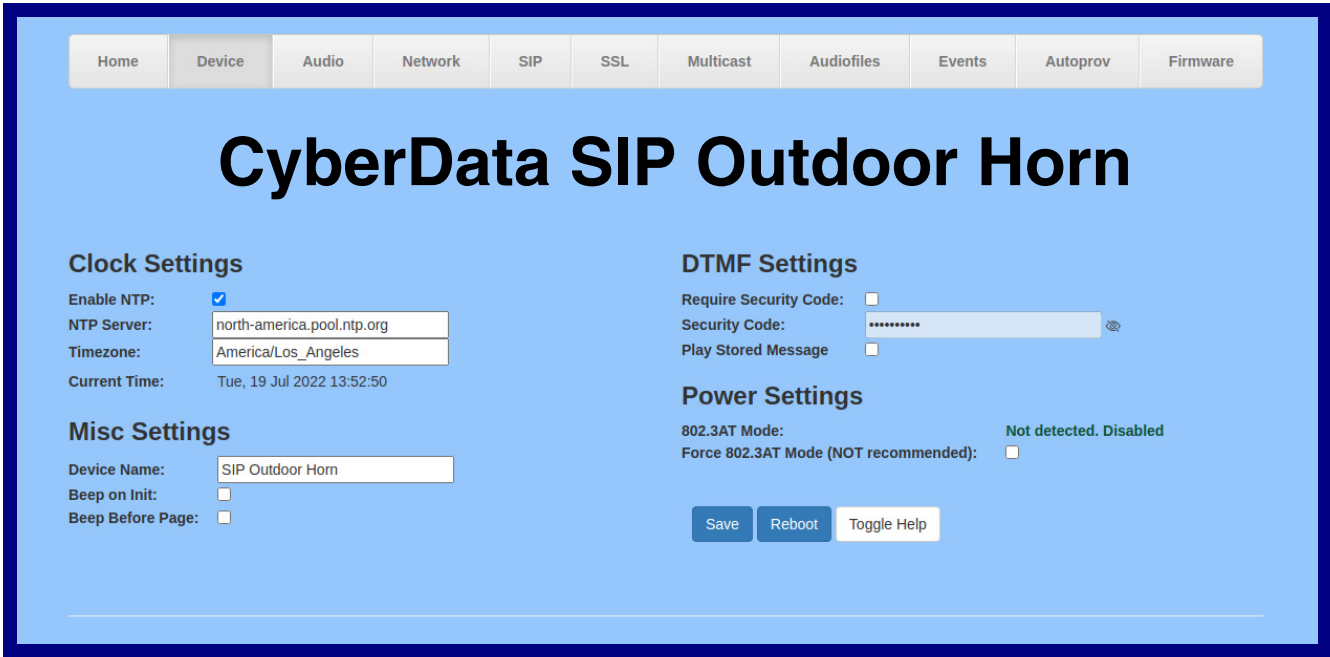 Home Device Audio Network SIP SSL Multicast Audiofiles Events Autoprov Firmware
CyberData SIP Outdoor Horn
Clock Settings
Enable NTP:
NTP Server: north-america.pool.ntp.org
Timezone: America/Los_Angeles
Current Time: Tue, 19 Jul 2022 13:52:50
Misc Settings
Device Name: SIP Outdoor Horn
Beep on Init:
Beep Before Page:
DTMF Settings
Require Security Code:
Security Code: ••••••••••
Play Stored Message
Power Settings
802.3AT Mode: Not detected. Disabled
Force 802.3AT Mode (NOT recommended):
Save Reboot Toggle Help